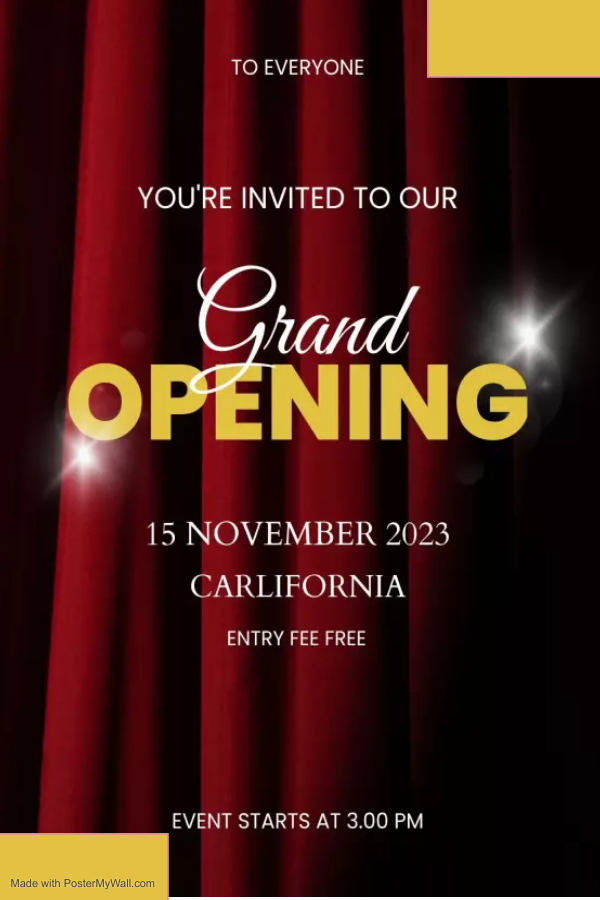 TO EVERYONE
YOU'RE INVITED TO OUR
Grand
OPENING
15 NOVEMBER 2023
CARLIFORNIA
ENTRY FEE FREE
EVENT STARTS AT 3.00 PM
Made with PosterMyWall.com